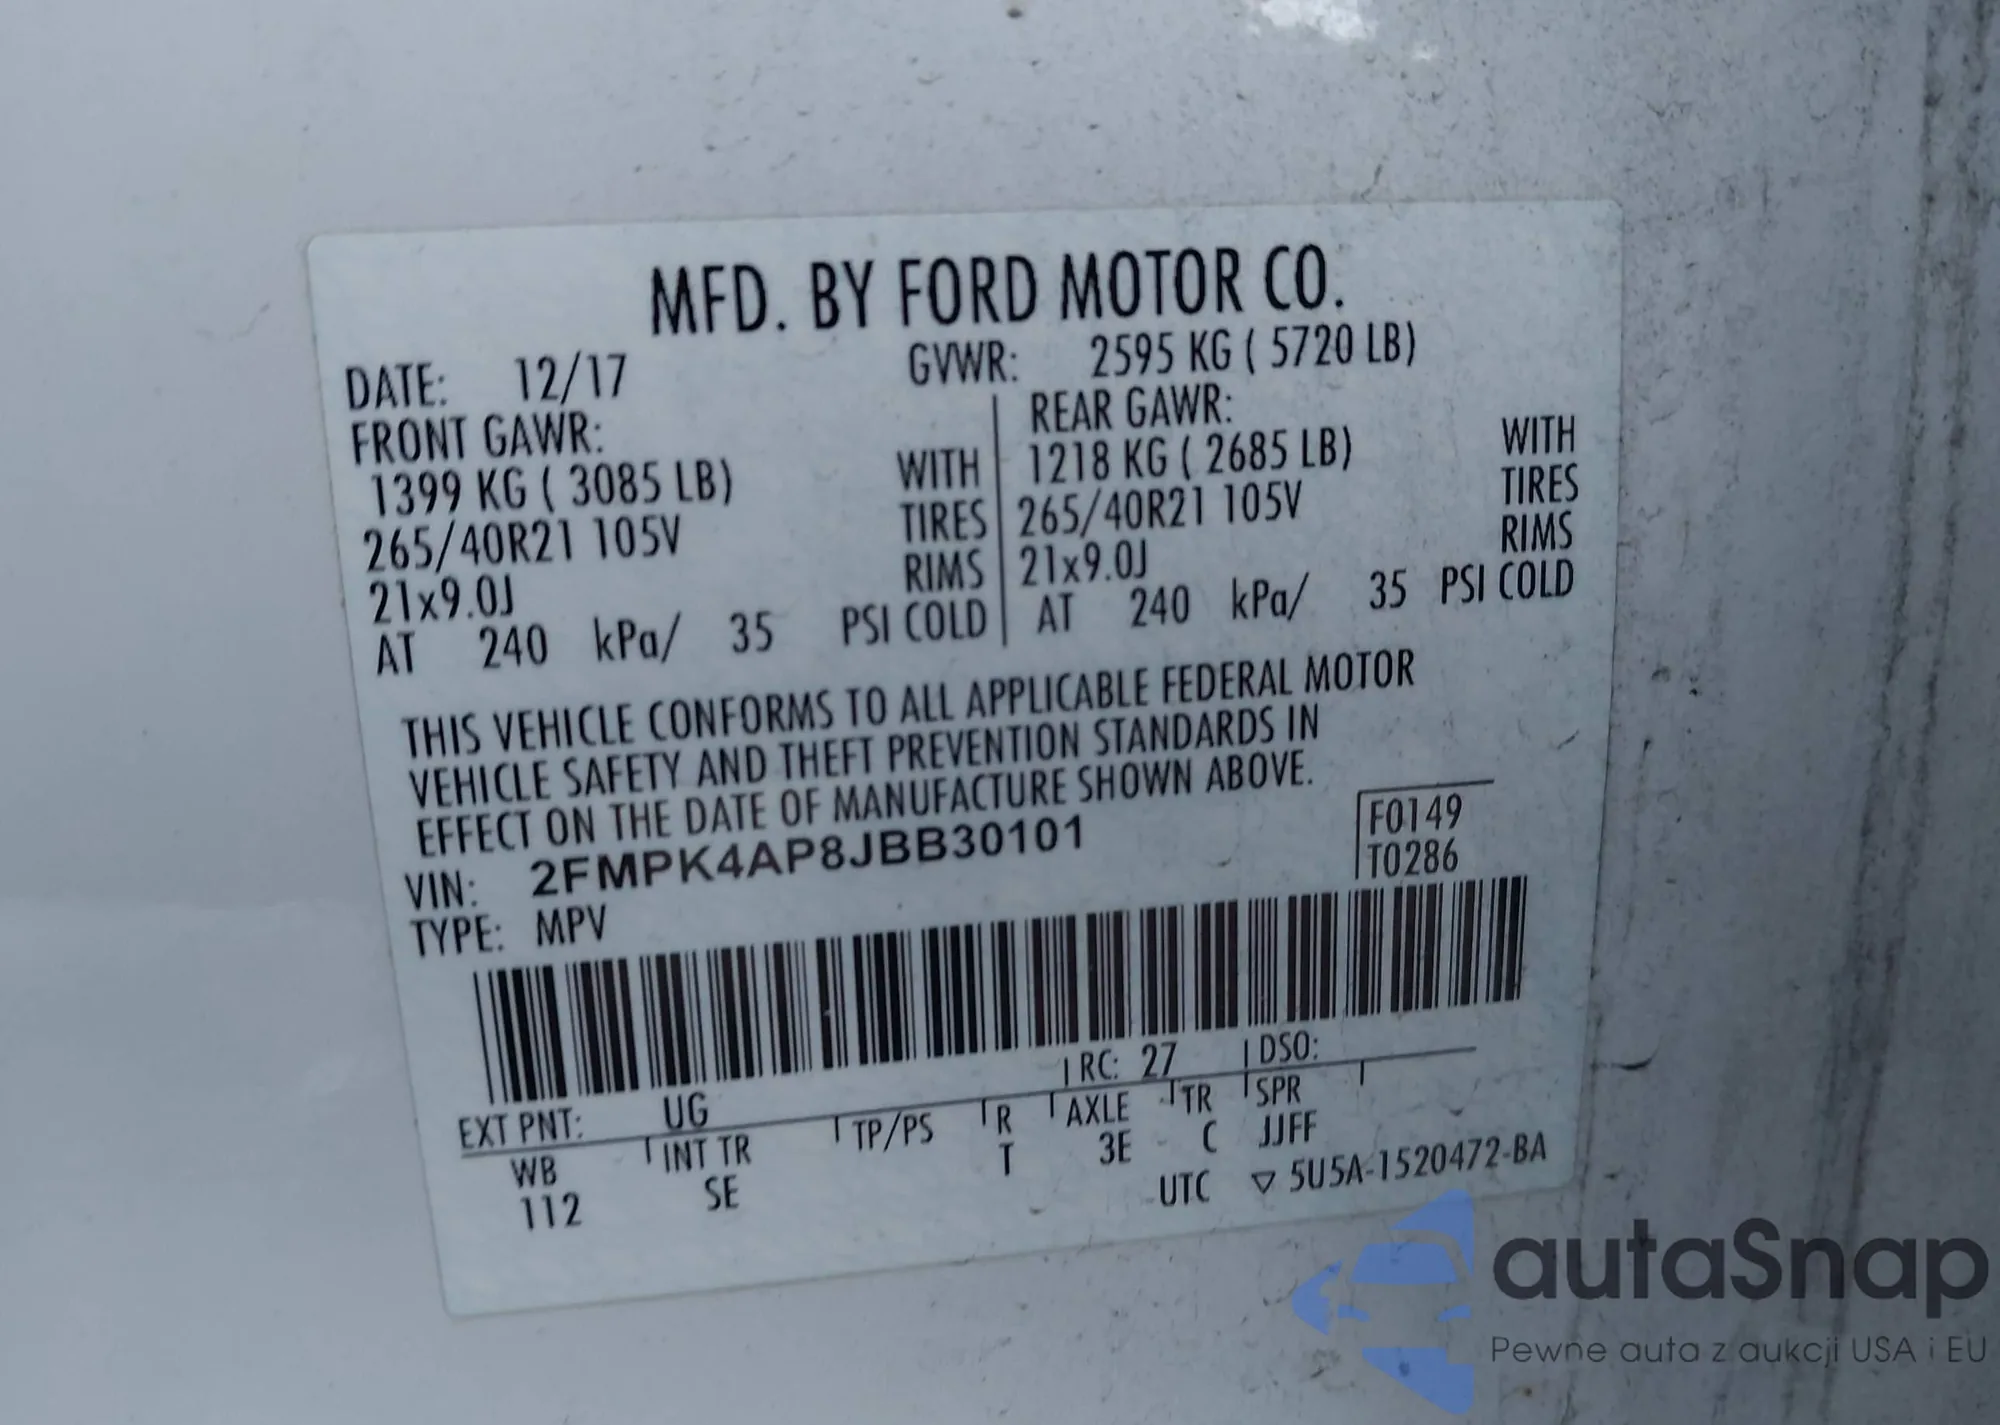 MFD. BY FORD MOTOR CO.
DATE: 12/17 GVWR: 2595 KG ( 5720 LB)
FRONT GAWR: REAR GAWR:
1399 KG ( 3085 LB) WITH 1218 KG ( 2685 LB) WITH
265/40R21 105V TIRES 265/40R21 105V TIRES
21x9.0J RIMS 21x9.0J RIMS
AT 240 kPa/ 35 PSI COLD AT 240 kPa/ 35 PSI COLD
THIS VEHICLE CONFORMS TO ALL APPLICABLE FEDERAL MOTOR
VEHICLE SAFETY AND THEFT PREVENTION STANDARDS IN
EFFECT ON THE DATE OF MANUFACTURE SHOWN ABOVE.
VIN: 2FMPK4AP8JBB30101 F0149
TYPE: MPV T0286
EXT PNT: UG RC: 27 DSO:
WB INT TR TP/PS R AXLE TR SPR
112 SE T 3E C JJFF
UTC ▽ 5U5A-1520472-BA
autaSnap
Pewne auta z aukcji USA i EU